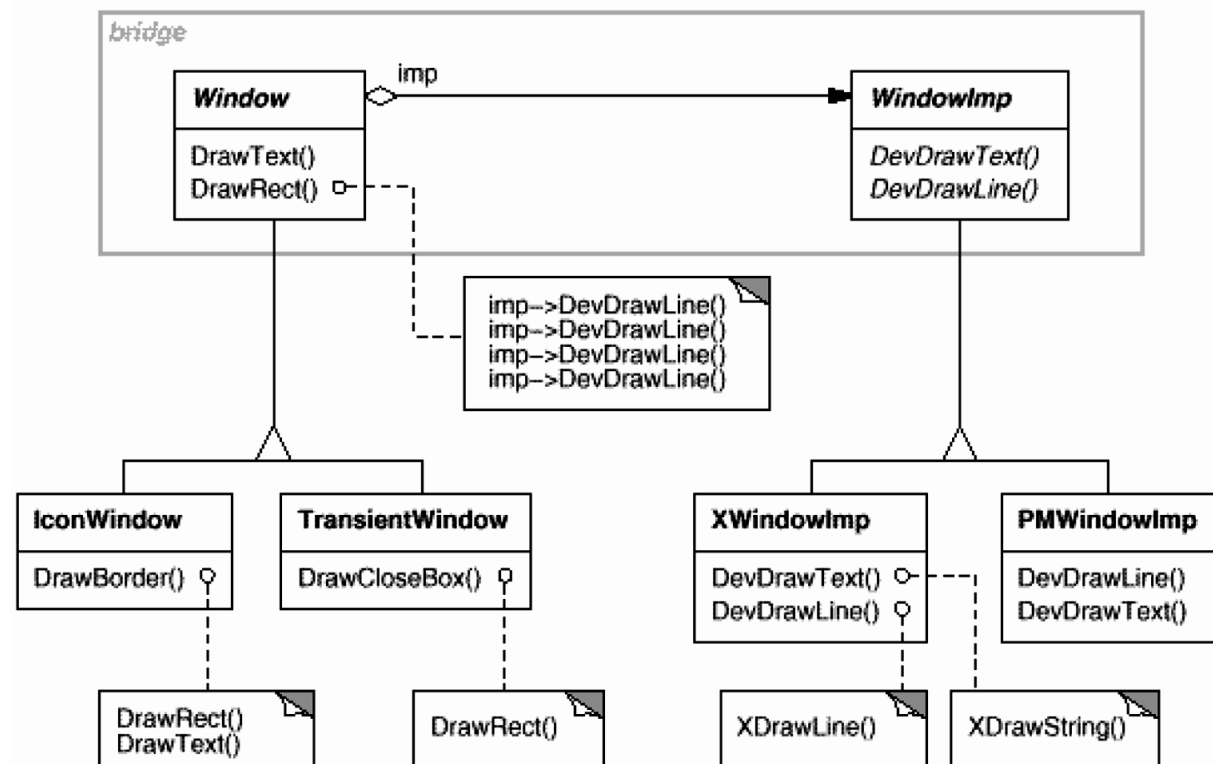 bridge
imp
Window
WindowImp
DrawText()
DrawRect()
DevDrawText()
DevDrawLine()
imp->DevDrawLine()
imp->DevDrawLine()
imp->DevDrawLine()
imp->DevDrawLine()
IconWindow
DrawBorder()
TransientWindow
DrawCloseBox()
XWindowImp
DevDrawText()
DevDrawLine()
PMWindowImp
DevDrawLine()
DevDrawText()
DrawRect()
DrawText()
DrawRect()
XDrawLine()
XDrawString()